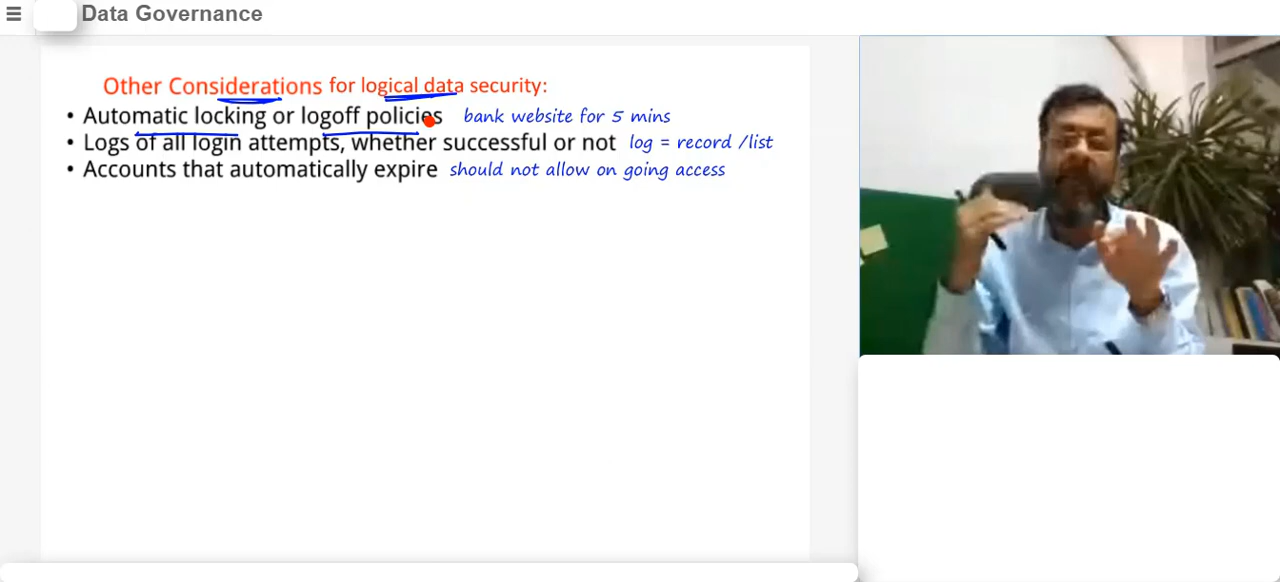 Data Governance
Other Considerations for logical data security:
• Automatic locking or logoff policies bank website for 5 mins
• Logs of all login attempts, whether successful or not log = record /list
• Accounts that automatically expire should not allow on going access